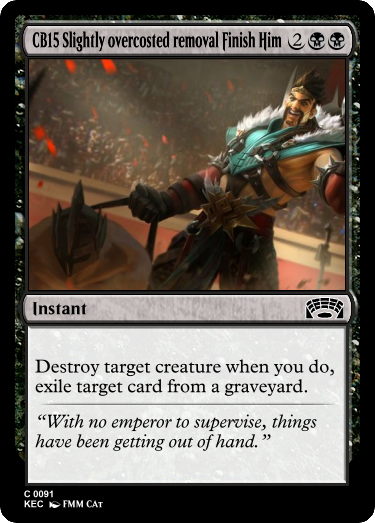 CB15 Slightly overcosted removal Finish Him 2
Instant
Destroy target creature when you do,
exile target card from a graveyard.
“With no emperor to supervise, things
have been getting out of hand.”
C 0091
KEC FMM CAt